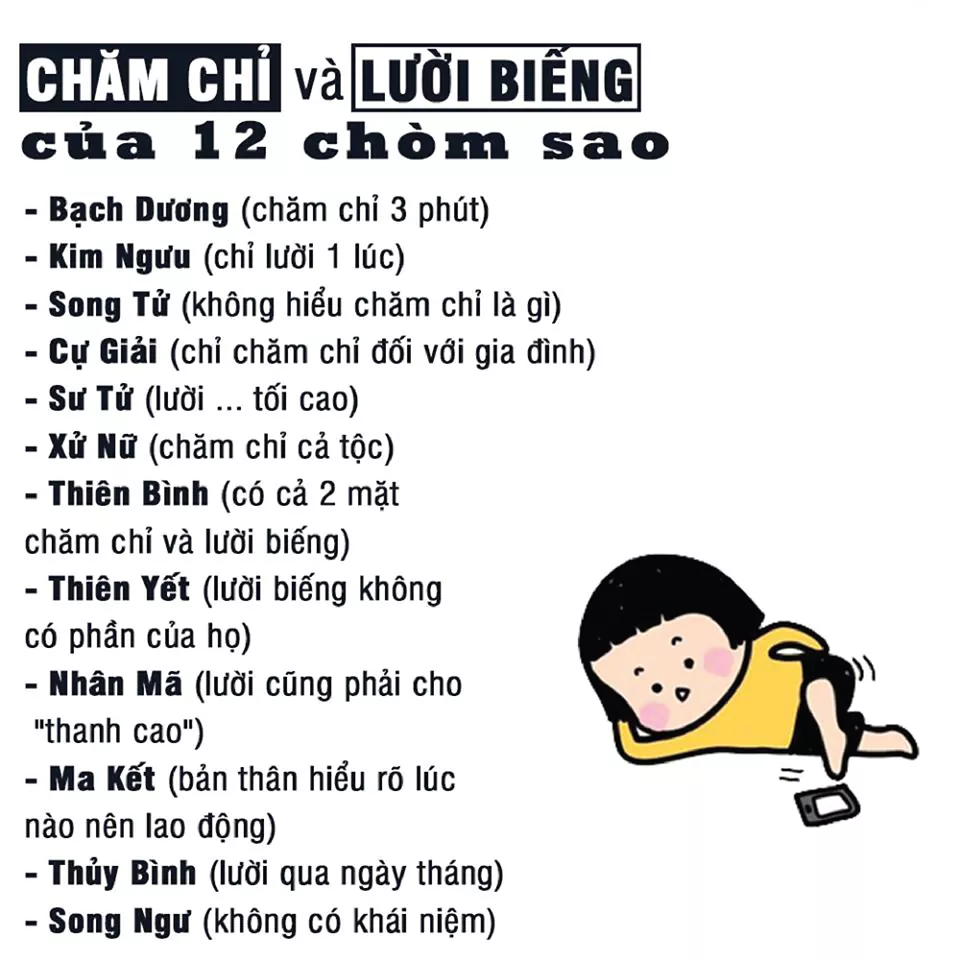 CHĂM CHỈ và LƯỜI BIẾNG
của 12 chòm sao
- Bạch Dương (chăm chỉ 3 phút)
- Kim Ngưu (chỉ lười 1 lúc)
- Song Tử (không hiểu chăm chỉ là gì)
- Cự Giải (chỉ chăm chỉ đối với gia đình)
- Sư Tử (lười ... tối cao)
- Xử Nữ (chăm chỉ cả tộc)
- Thiên Bình (có cả 2 mặt
chăm chỉ và lười biếng)
- Thiên Yết (lười biếng không
có phần của họ)
- Nhân Mã (lười cũng phải cho
"thanh cao")
- Ma Kết (bản thân hiểu rõ lúc
nào nên lao động)
- Thủy Bình (lười qua ngày tháng)
- Song Ngư (không có khái niệm)